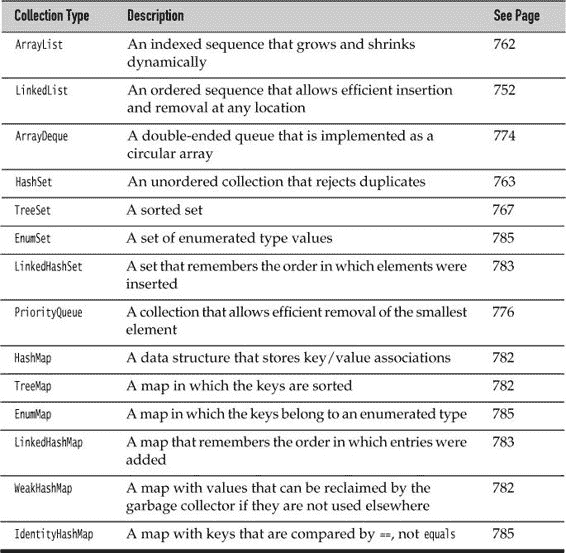 Collection Type Description See Page
ArrayList An indexed sequence that grows and shrinks 762
dynamically
LinkedList An ordered sequence that allows efficient insertion 752
and removal at any location
ArrayDeque A double-ended queue that is implemented as a 774
circular array
HashSet An unordered collection that rejects duplicates 763
TreeSet A sorted set 767
EnumSet A set of enumerated type values 785
LinkedHashSet A set that remembers the order in which elements were 783
inserted
PriorityQueue A collection that allows efficient removal of the smallest 776
element
HashMap A data structure that stores key/value associations 782
TreeMap A map in which the keys are sorted 782
EnumMap A map in which the keys belong to an enumerated type 785
LinkedHashMap A map that remembers the order in which entries were 783
added
WeakHashMap A map with values that can be reclaimed by the 782
garbage collector if they are not used elsewhere
IdentityHashMap A map with keys that are compared by ==, not equals 785